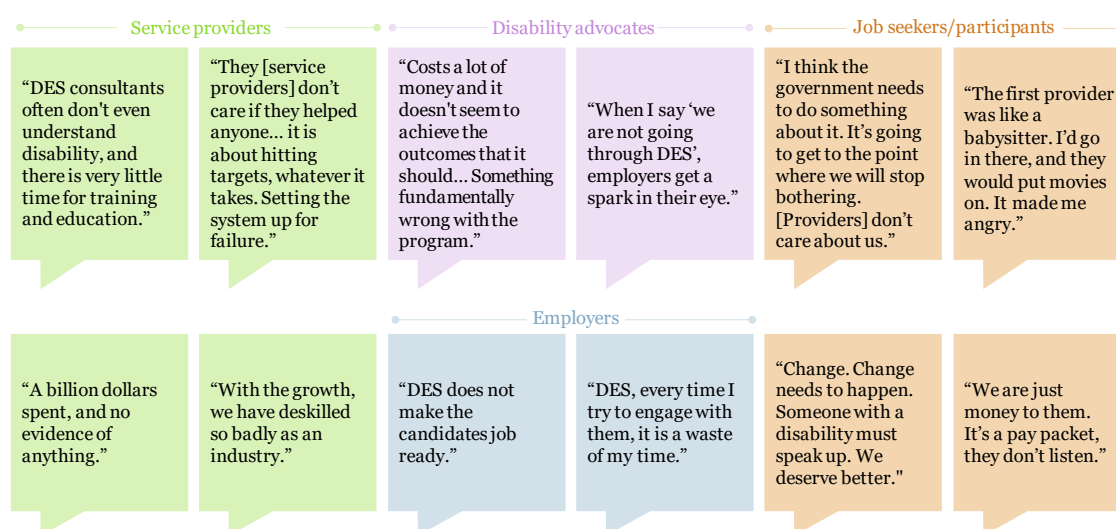 Service providers
Disability advocates
Job seekers/participants
“DES consultants
often don't even
understand
disability, and
there is very little
time for training
and education.”
“They [service
providers] don’t
care if they helped
anyone… it is
about hitting
targets, whatever it
takes. Setting the
system up for
failure.”
“Costs a lot of
money and it
doesn't seem to
achieve the
outcomes that it
should… Something
fundamentally
wrong with the
program.”
“When I say ‘we
are not going
through DES’,
employers get a
spark in their eye.”
“I think the
government needs
to do something
about it. It’s going
to get to the point
where we will stop
bothering.
[Providers] don’t
care about us.”
“The first provider
was like a
babysitter. I’d go
in there, and they
would put movies
on. It made me
angry.”
Employers
“A billion dollars
spent, and no
evidence of
anything.”
“With the growth,
we have deskilled
so badly as an
industry.”
“DES does not
make the
candidates job
ready.”
“DES, every time I
try to engage with
them, it is a waste
of my time.”
“Change. Change
needs to happen.
Someone with a
disability must
speak up. We
deserve better."
“We are just
money to them.
It’s a pay packet,
they don’t listen.”